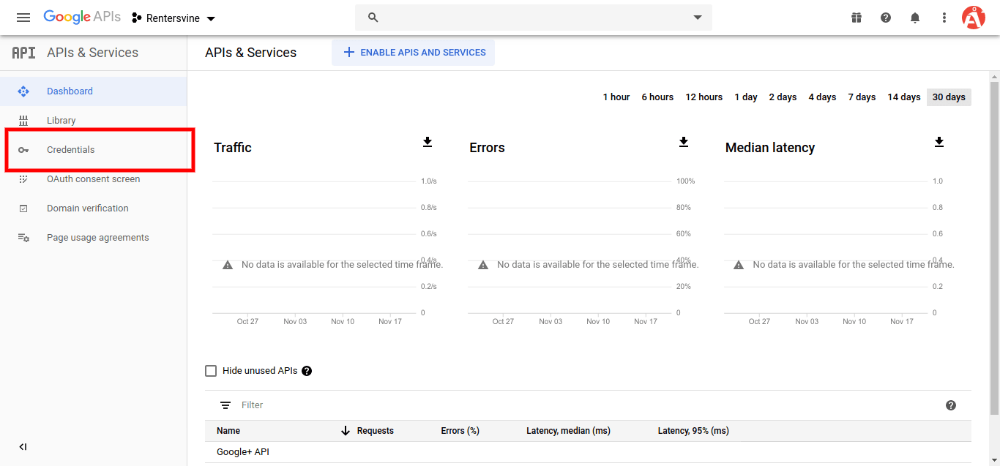 Google APIs Rentersvine
API APIs & Services
APIs & Services
ENABLE APIS AND SERVICES
Dashboard
Library
Credentials
OAuth consent screen
Domain verification
Page usage agreements
1 hour 6 hours 12 hours 1 day 2 days 4 days 7 days 14 days 30 days
Traffic
1.0/s
0.8/s
0.6/s
0.4/s
No data is available for the selected time frame.
0.2/s
0
Oct 27 Nov 03 Nov 10 Nov 17
Errors
100%
80%
60%
40%
No data is available for the selected time frame.
20%
0
Oct 27 Nov 03 Nov 10 Nov 17
Median latency
1.0
0.8
0.6
0.4
No data is available for the selected time frame.
0.2
0
Oct 27 Nov 03 Nov 10 Nov 17
Hide unused APIs
Filter
Name Requests Errors (%) Latency, median (ms) Latency, 95% (ms)
Google+ API